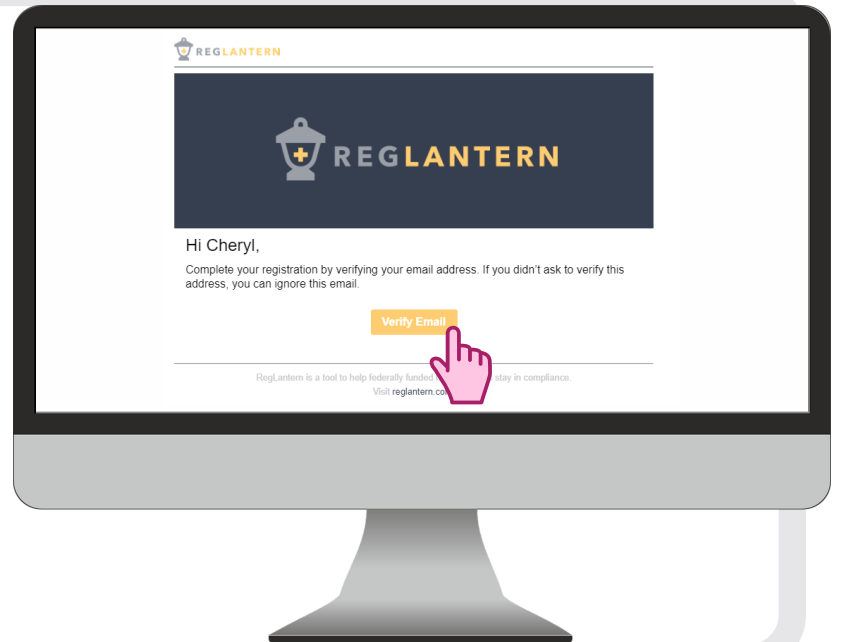 REGLANTERN
REGLANTERN
Hi Cheryl,
Complete your registration by verifying your email address. If you didn't ask to verify this
address, you can ignore this email.
Verify Email
RegLantern is a tool to help federally funded stay in compliance.
Visit reglantern.co